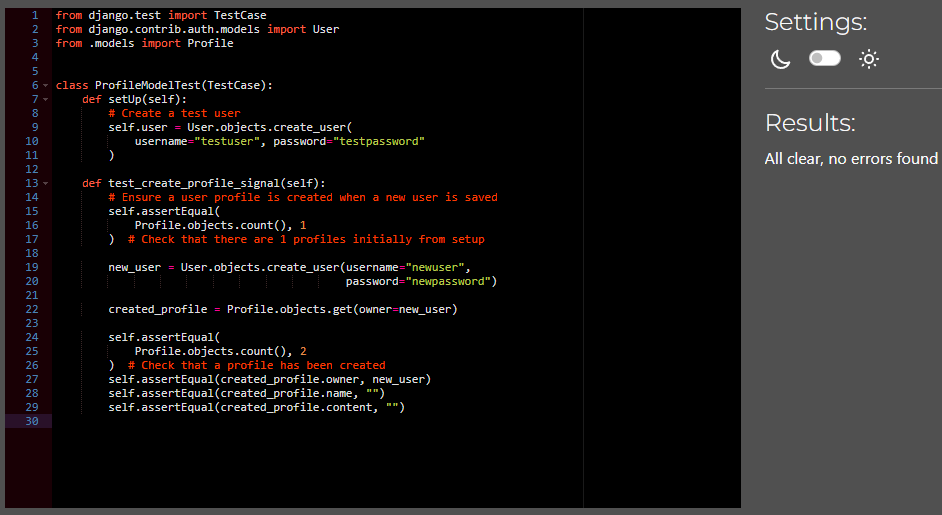 1 from django.test import TestCase
2 from django.contrib.auth.models import User
3 from .models import Profile
4
5
6 class ProfileModelTest(TestCase):
7     def setUp(self):
8         # Create a test user
9         self.user = User.objects.create_user(
10             username="testuser", password="testpassword"
11         )
12
13     def test_create_profile_signal(self):
14         # Ensure a user profile is created when a new user is saved
15         self.assertEqual(
16             Profile.objects.count(), 1
17         )  # Check that there are 1 profiles initially from setup
18
19         new_user = User.objects.create_user(username="newuser",
20                                             password="newpassword")
21
22         created_profile = Profile.objects.get(owner=new_user)
23
24         self.assertEqual(
25             Profile.objects.count(), 2
26         )  # Check that a profile has been created
27         self.assertEqual(created_profile.owner, new_user)
28         self.assertEqual(created_profile.name, "")
29         self.assertEqual(created_profile.content, "")
30
Settings:
Results:
All clear, no errors found